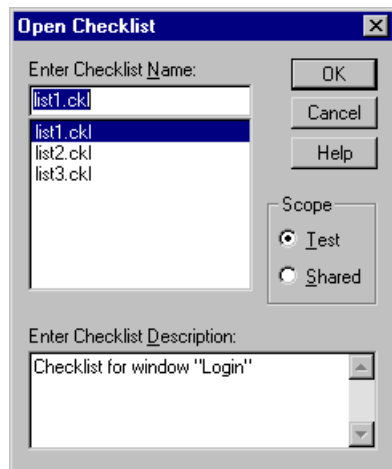 Open Checklist
Enter Checklist Name:
list1.ckl
list1.ckl
list2.ckl
list3.ckl
OK
Cancel
Help
Scope
Test
Shared
Enter Checklist Description:
Checklist for window "Login"